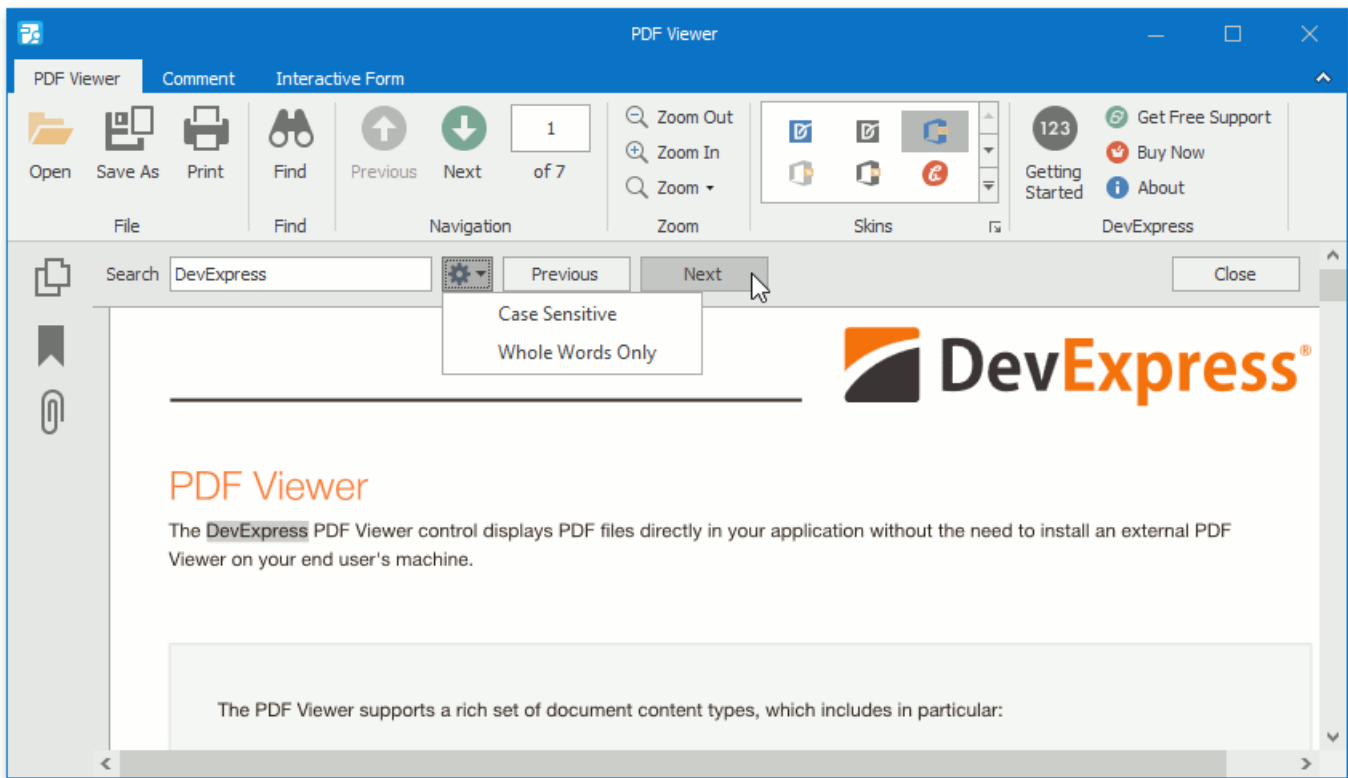 PDF Viewer
PDF Viewer Comment Interactive Form
Open Save As Print Find Previous Next 1 of 7
Zoom Out
Zoom In
Zoom
123
Getting Started
Get Free Support
Buy Now
About
File Find Navigation Zoom Skins DevExpress
Search DevExpress Previous Next Close
Case Sensitive
Whole Words Only
DevExpress®
PDF Viewer
The DevExpress PDF Viewer control displays PDF files directly in your application without the need to install an external PDF
Viewer on your end user's machine.
The PDF Viewer supports a rich set of document content types, which includes in particular: